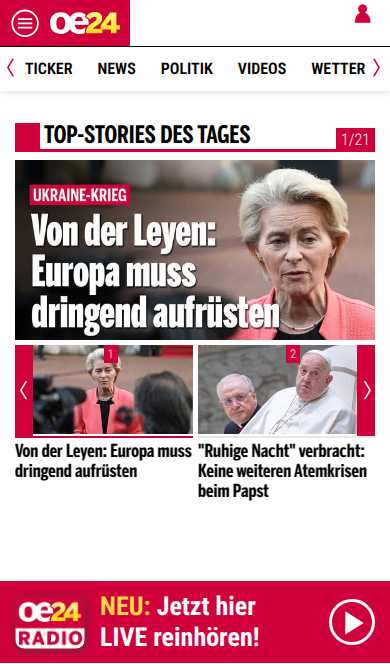 oe24
TICKER NEWS POLITIK VIDEOS WETTER
TOP-STORIES DES TAGES
1/21
UKRAINE-KRIEG
Von der Leyen:
Europa muss
dringend aufrüsten
1
2
Von der Leyen: Europa muss
dringend aufrüsten
"Ruhige Nacht" verbracht:
Keine weiteren Atemkrisen
beim Papst
oe24
RADIO
NEU: Jetzt hier
LIVE reinhören!